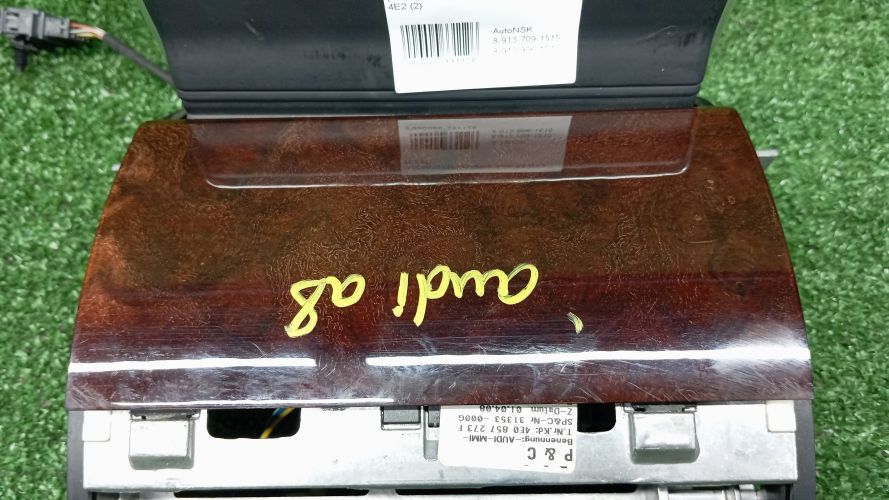 4E2 (2)
AutoNSK
8-913-709-1515
audi a8
P & C
Benennung:-AUDI-MMI-
T.Nr.Kd: 4E0 857 273 F
SP&C-Nr 31353 -000G
Z-Datum 01.04.08